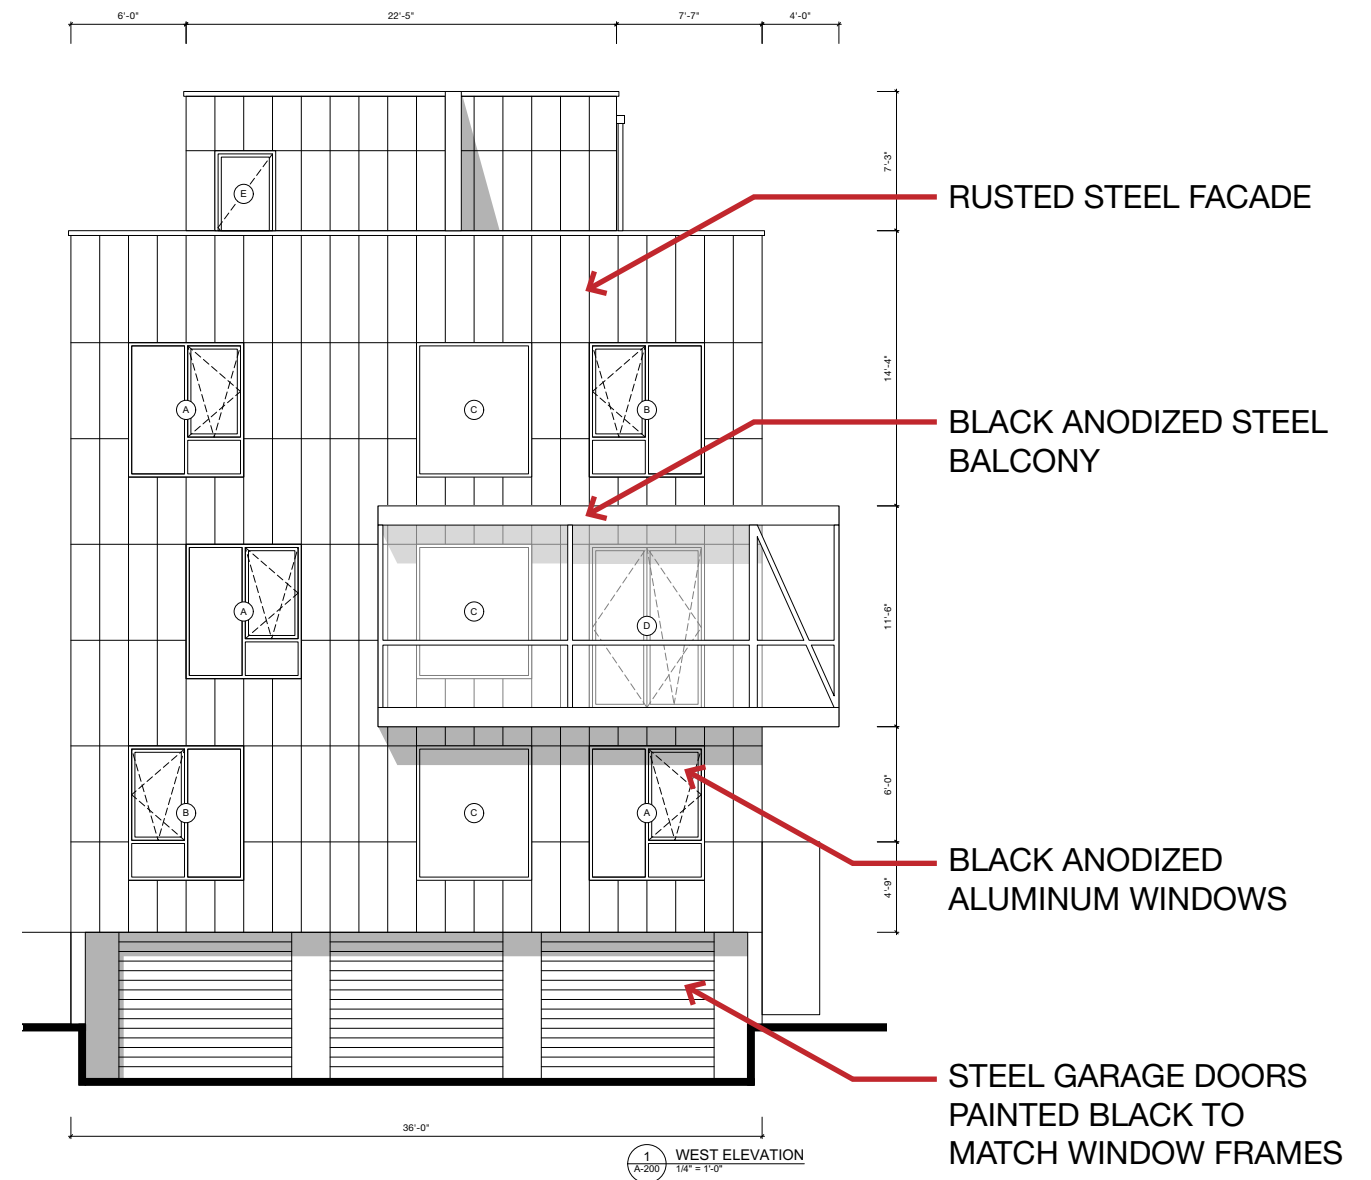 6'-0" 22'-5" 7'-7" 4'-0"
7'-3"
E
RUSTED STEEL FACADE
14'-4"
A C B
BLACK ANODIZED STEEL
BALCONY
11'-6"
A C D
6'-0"
B C A
BLACK ANODIZED
ALUMINUM WINDOWS
4'-9"
STEEL GARAGE DOORS
PAINTED BLACK TO
MATCH WINDOW FRAMES
36'-0"
1 WEST ELEVATION
A-200 1/4" = 1'-0"